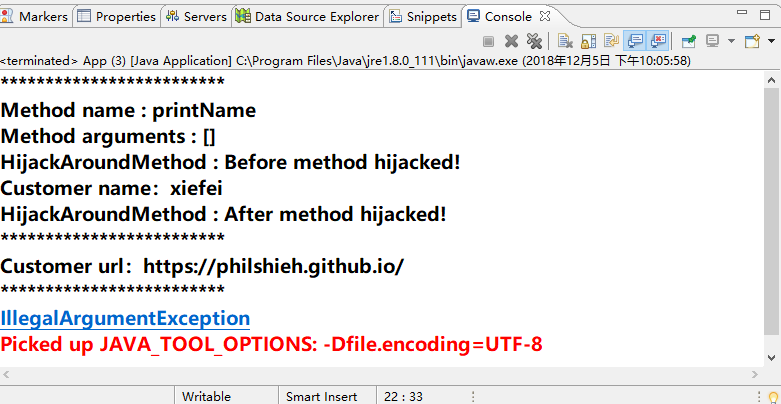 Markers Properties Servers Data Source Explorer Snippets Console
<terminated> App (3) [Java Application] C:\Program Files\Java\jre1.8.0_111\bin\javaw.exe (2018年12月5日 下午10:05:58)
*************************
Method name : printName
Method arguments : []
HijackAroundMethod : Before method hijacked!
Customer name：xiefei
HijackAroundMethod : After method hijacked!
*************************
Customer url：https://philshieh.github.io/
*************************
IllegalArgumentException
Picked up JAVA_TOOL_OPTIONS: -Dfile.encoding=UTF-8
Writable Smart Insert 22 : 33